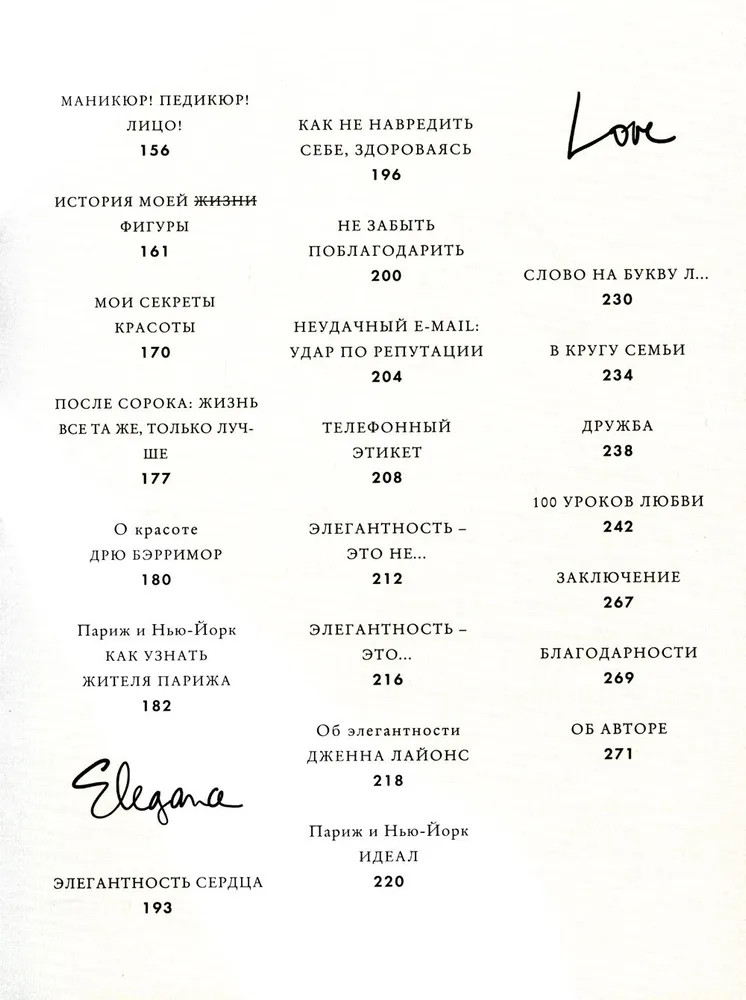 МАНИКЮР! ПЕДИКЮР!
ЛИЦО!
156
ИСТОРИЯ МОЕЙ ЖИЗНИ
ФИГУРЫ
161
МОИ СЕКРЕТЫ
КРАСОТЫ
170
ПОСЛЕ СОРОКА: ЖИЗНЬ
ВСЕ ТА ЖЕ, ТОЛЬКО ЛУЧ-
ШЕ
177
О красоте
ДРЮ БЭРРИМОР
180
Париж и Нью-Йорк
КАК УЗНАТЬ
ЖИТЕЛЯ ПАРИЖА
182
Elegance
ЭЛЕГАНТНОСТЬ СЕРДЦА
193
КАК НЕ НАВРЕДИТЬ
СЕБЕ, ЗДОРОВАЯСЬ
196
НЕ ЗАБЫТЬ
ПОБЛАГОДАРИТЬ
200
НЕУДАЧНЫЙ E-MAIL:
УДАР ПО РЕПУТАЦИИ
204
ТЕЛЕФОННЫЙ
ЭТИКЕТ
208
ЭЛЕГАНТНОСТЬ –
ЭТО НЕ...
212
ЭЛЕГАНТНОСТЬ –
ЭТО...
216
Об элегантности
ДЖЕННА ЛАЙОНС
218
Париж и Нью-Йорк
ИДЕАЛ
220
Love
СЛОВО НА БУКВУ Л...
230
В КРУГУ СЕМЬИ
234
ДРУЖБА
238
100 УРОКОВ ЛЮБВИ
242
ЗАКЛЮЧЕНИЕ
267
БЛАГОДАРНОСТИ
269
ОБ АВТОРЕ
271